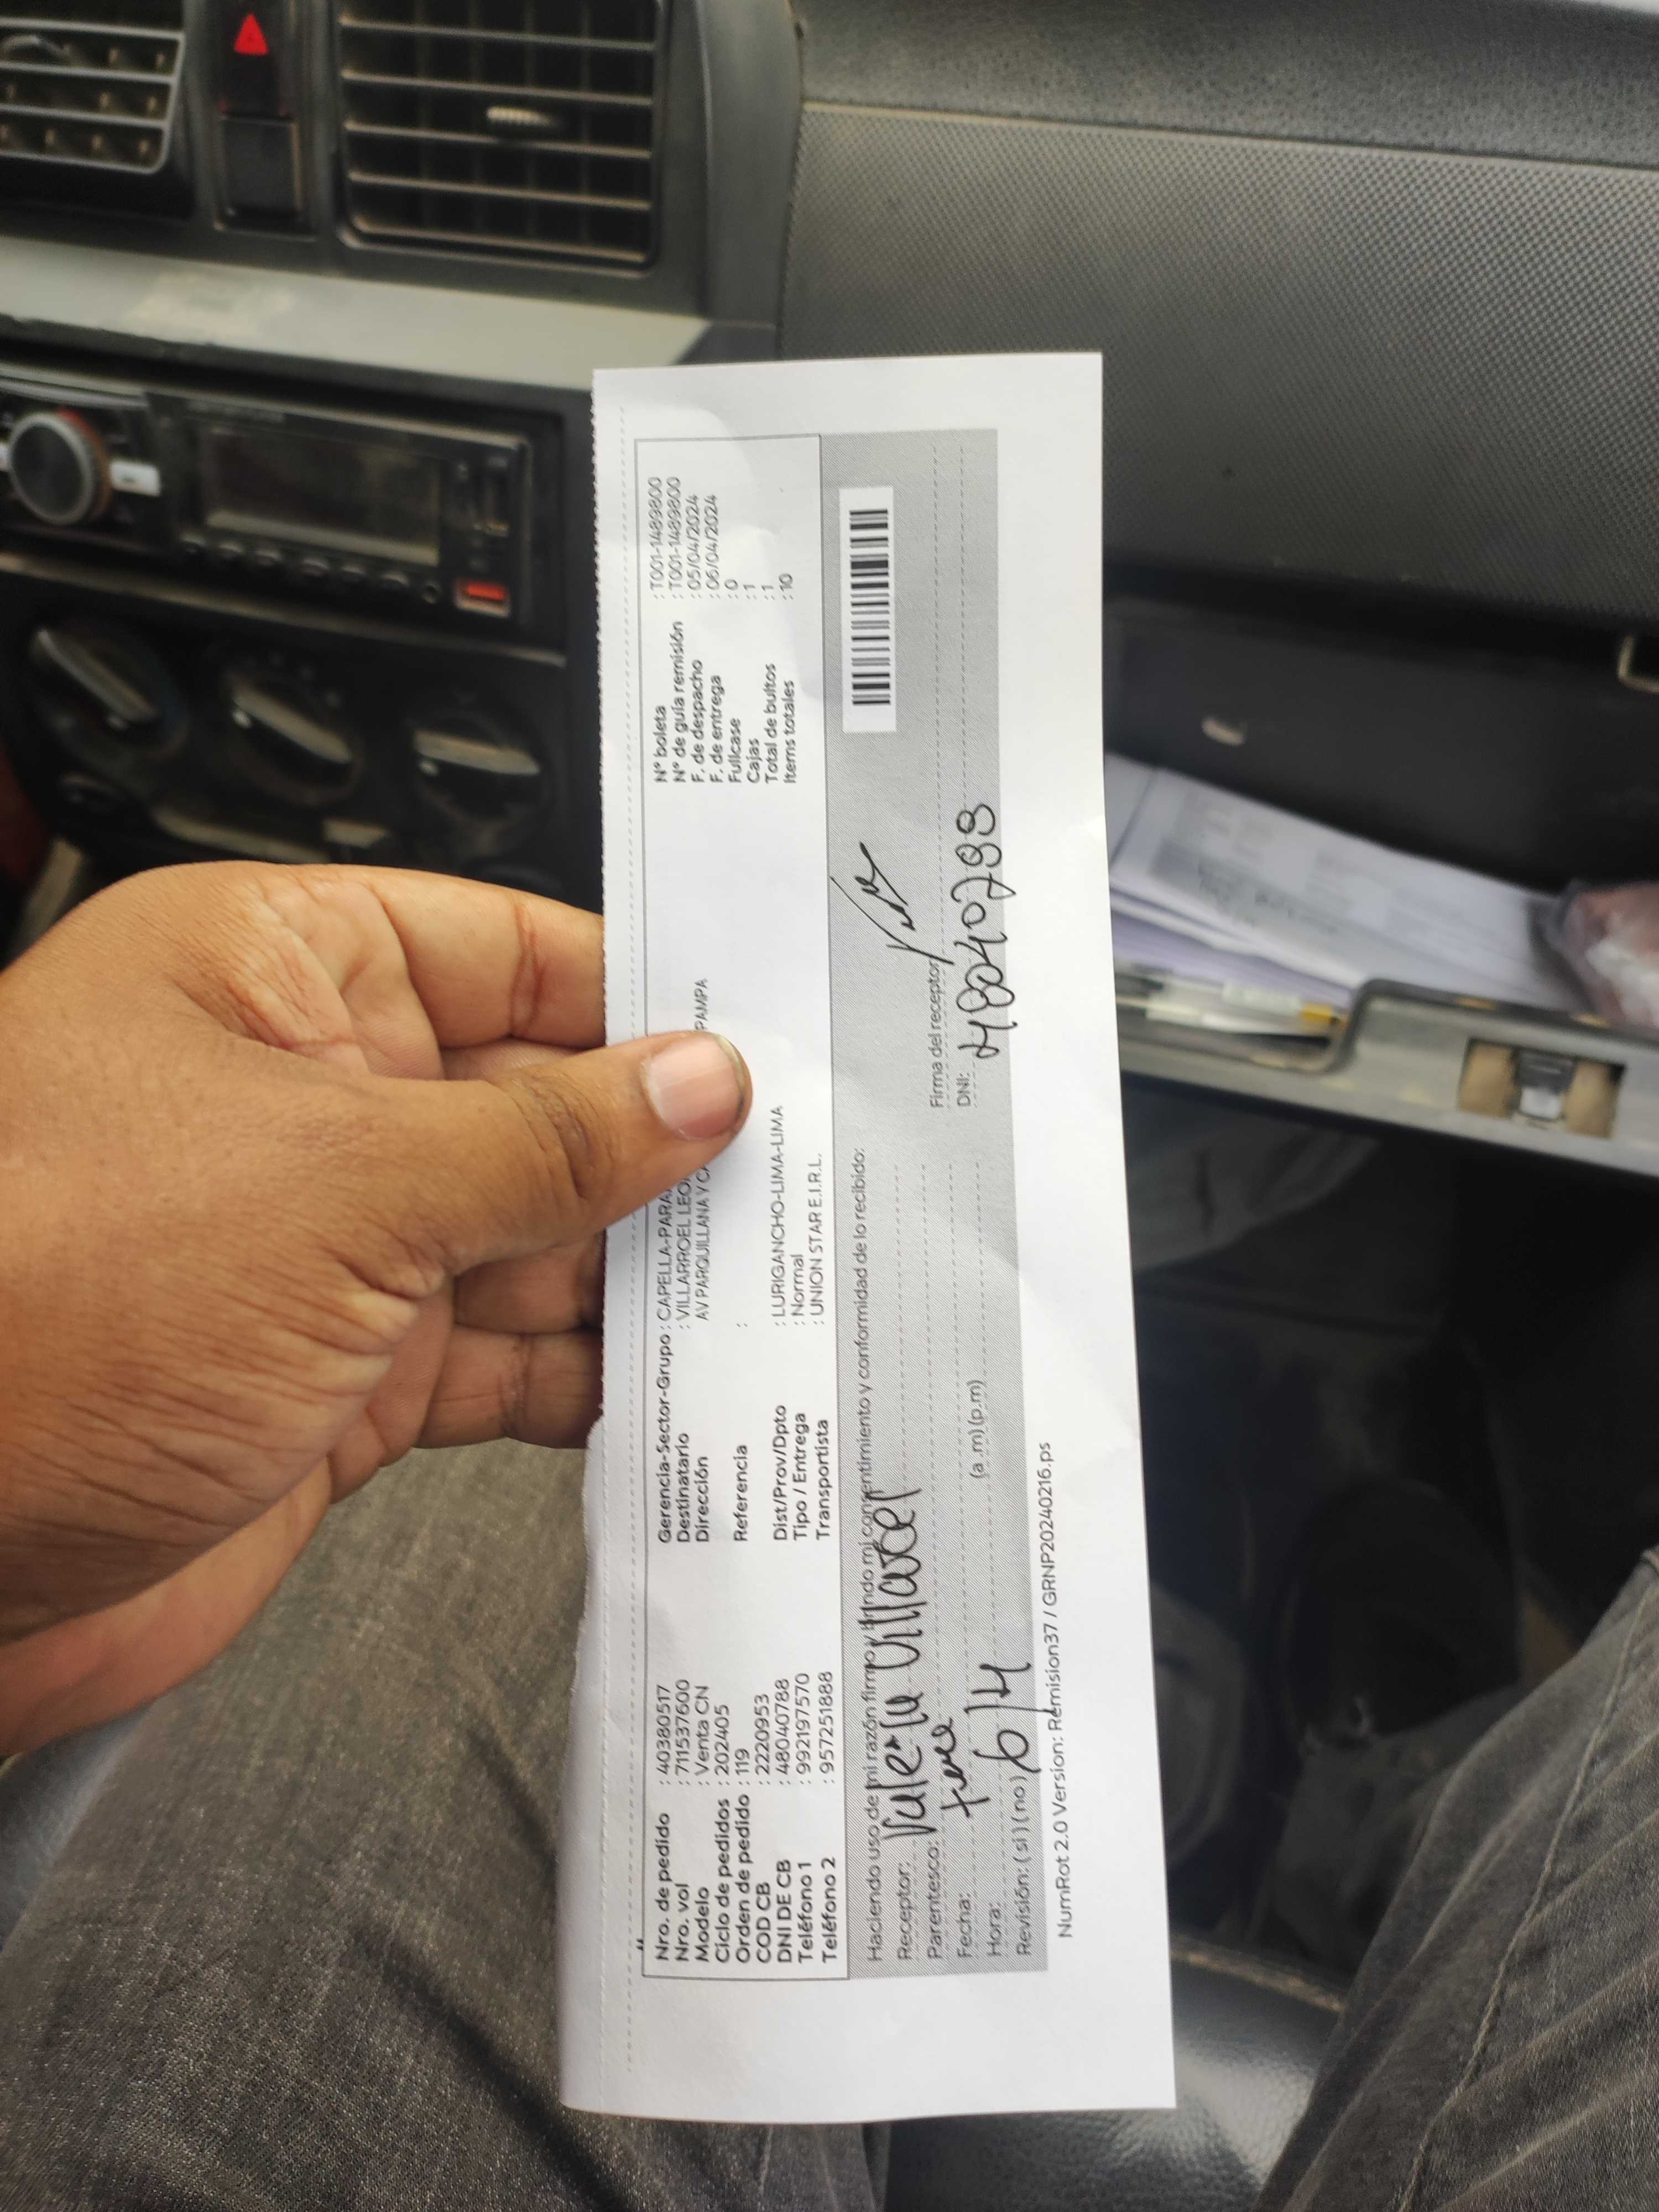 Nro. de pedido : 40380517
Nro. vol : 711537600
Modelo : Venta CN
Ciclo de pedidos : 202405
Orden de pedido : 119
COD CB : 2220953
DNI DE CB : 48040788
Teléfono 1 : 992197570
Teléfono 2 : 957251888
Gerencia-Sector-Grupo : CAPELLA-PARA
Destinatario : VILLARROEL LEO
Dirección AV PARQUILLANA Y PAMPA
Referencia :
Dist/Prov/Dpto : LURIGANCHO-LIMA-LIMA
Tipo / Entrega : Normal
Transportista : UNION STAR E.I.R.L.
N° boleta : T001-1489800
N° de guía remisión : T001-1489800
F. de despacho : 05/04/2024
F. de entrega : 06/04/2024
Fullcase : 0
Cajas : 1
Total de bultos : 1
Items totales : 10
Haciendo uso de mi razón firmo y brindo mi consentimiento y conformidad de lo recibido:
Receptor:
Parentesco:
Fecha: 6/4
Hora: (a .m) (p.m)
Revisión: ( si ) ( no )
Firma del receptor
DNI:
NumRot 2.0 Version: Remision37 / GRNP20240216.ps